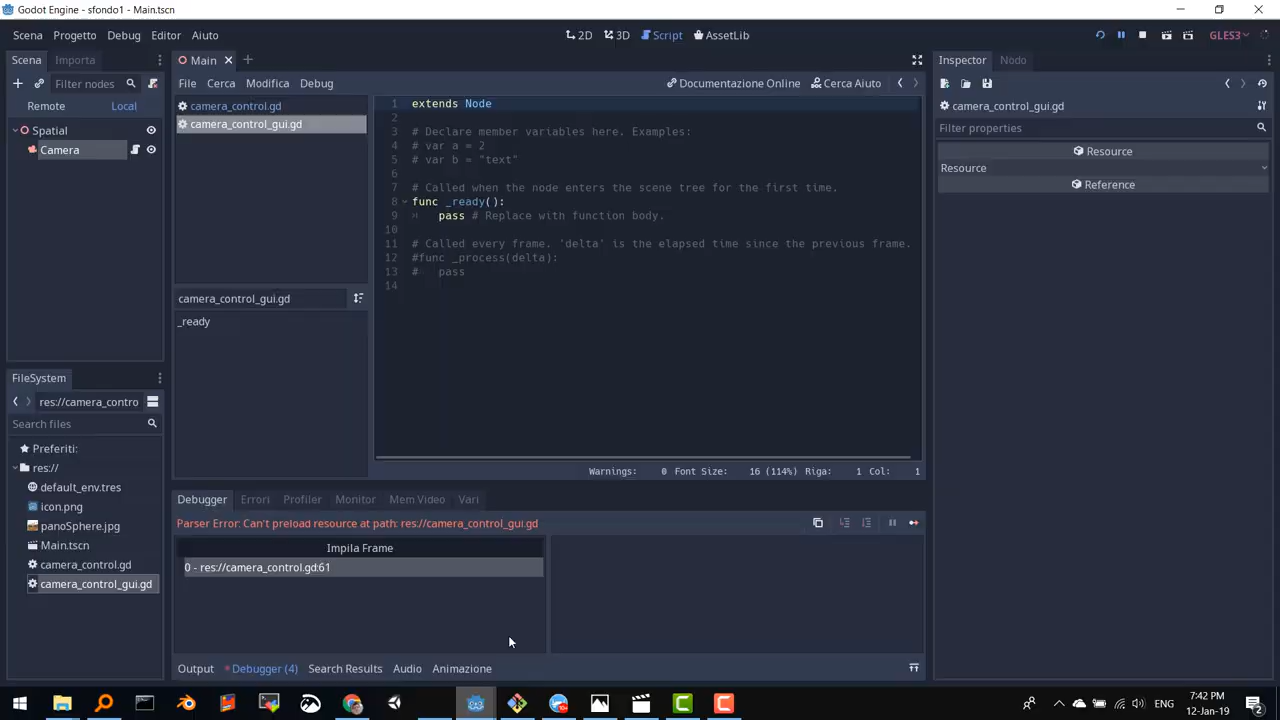 Godot Engine - sfondo1 - Main.tscn
Scena Progetto Debug Editor Aiuto
2D 3D Script AssetLib
GLES3
Scena Importa
Filter nodes
Remote Local
Spatial
Camera
FileSystem
res://camera_contro
Search files
Preferiti:
res://
default_env.tres
icon.png
panoSphere.jpg
Main.tscn
camera_control.gd
camera_control_gui.gd
Main
File Cerca Modifica Debug
Documentazione Online Cerca Aiuto
camera_control.gd
camera_control_gui.gd
camera_control_gui.gd
_ready
1 extends Node
2
3 # Declare member variables here. Examples:
4 # var a = 2
5 # var b = "text"
6
7 # Called when the node enters the scene tree for the first time.
8 func _ready():
9 pass # Replace with function body.
10
11 # Called every frame. 'delta' is the elapsed time since the previous frame.
12 #func _process(delta):
13 # pass
14
Warnings: 0 Font Size: 16 (114%) Riga: 1 Col: 1
Debugger Errori Profiler Monitor Mem Video Vari
Parser Error: Can't preload resource at path: res://camera_control_gui.gd
Impila Frame
0 - res://camera_control.gd:61
Output Debugger (4) Search Results Audio Animazione
Inspector Nodo
camera_control_gui.gd
Filter properties
Resource
Resource
Reference
ENG
7:42 PM
12-Jan-19
2